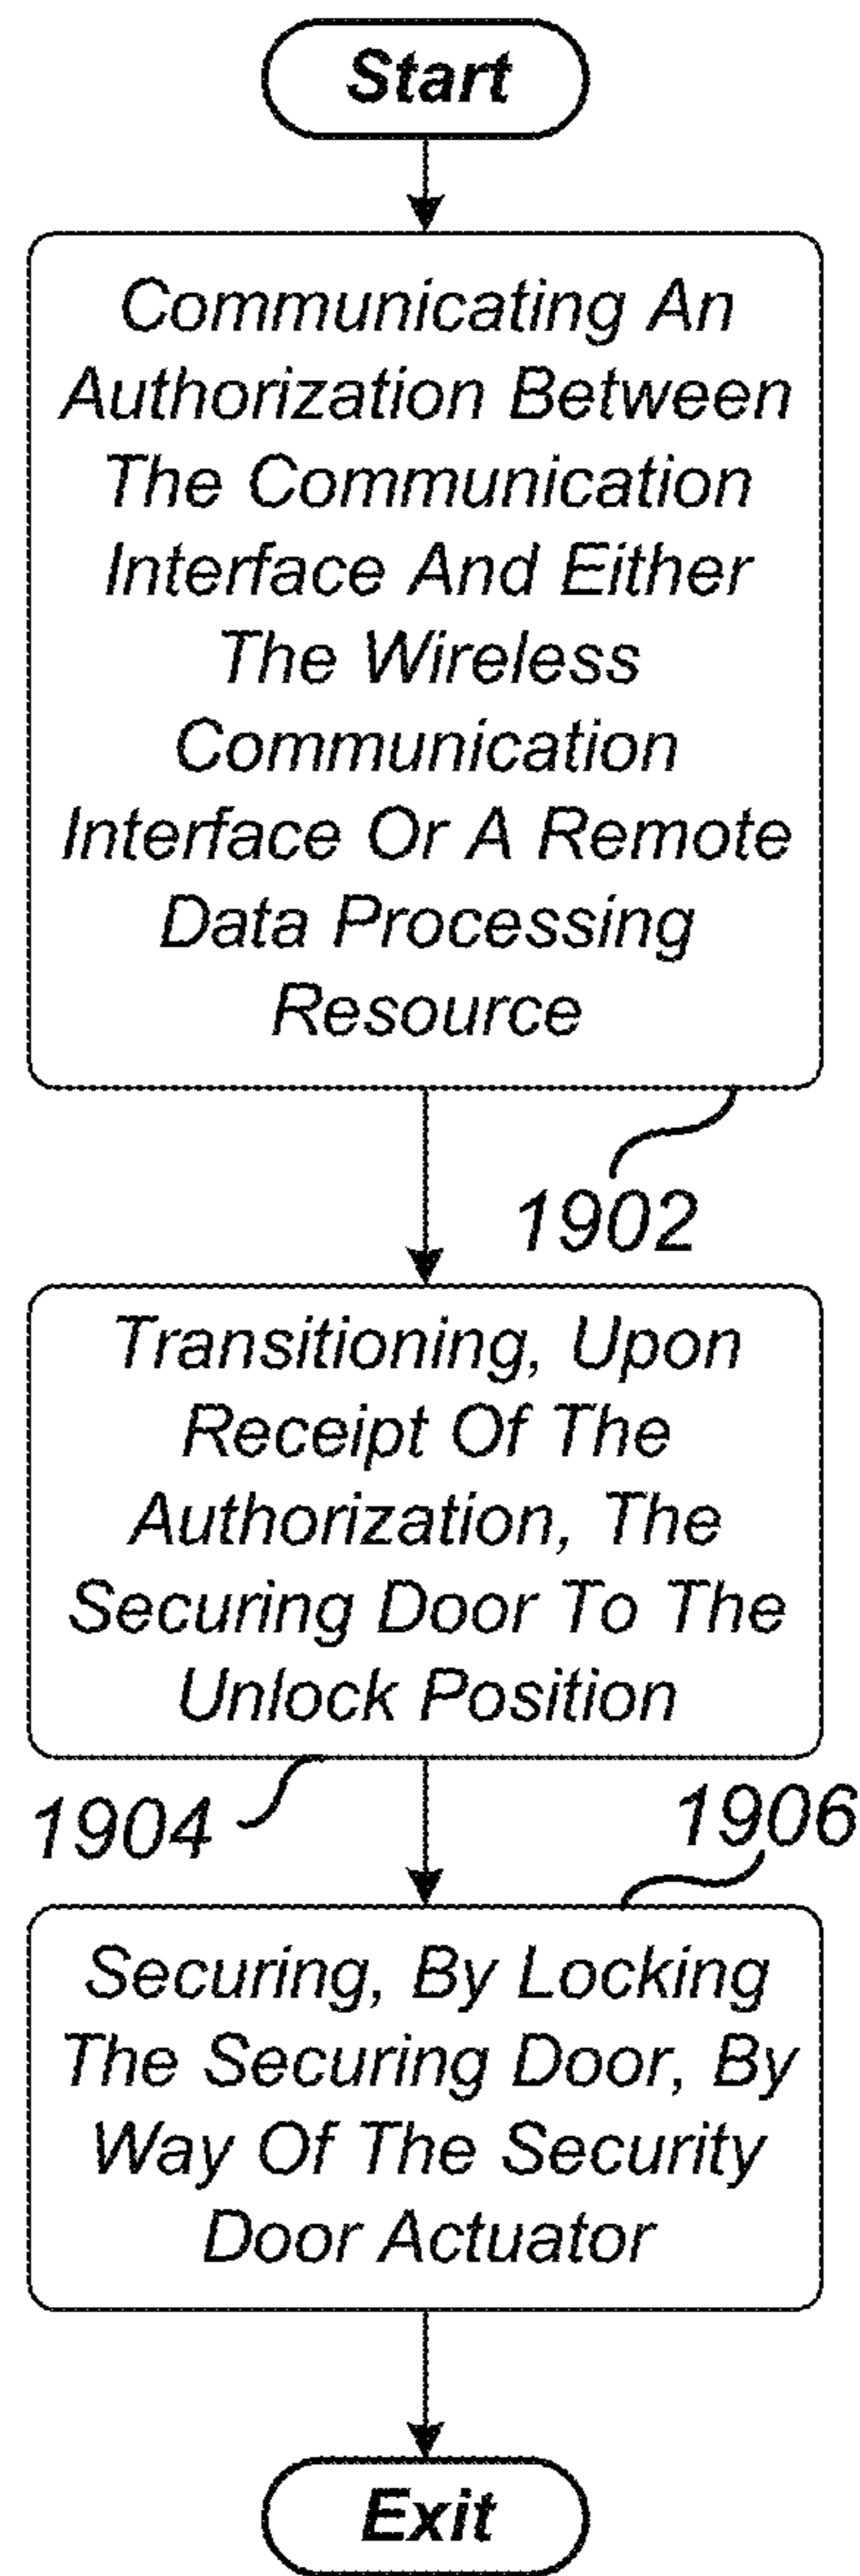 Start
Communicating An
Authorization Between
The Communication
Interface And Either
The Wireless
Communication
Interface Or A Remote
Data Processing
Resource
1902
Transitioning, Upon
Receipt Of The
Authorization, The
Securing Door To The
Unlock Position
1904
1906
Securing, By Locking
The Securing Door, By
Way Of The Security
Door Actuator
Exit